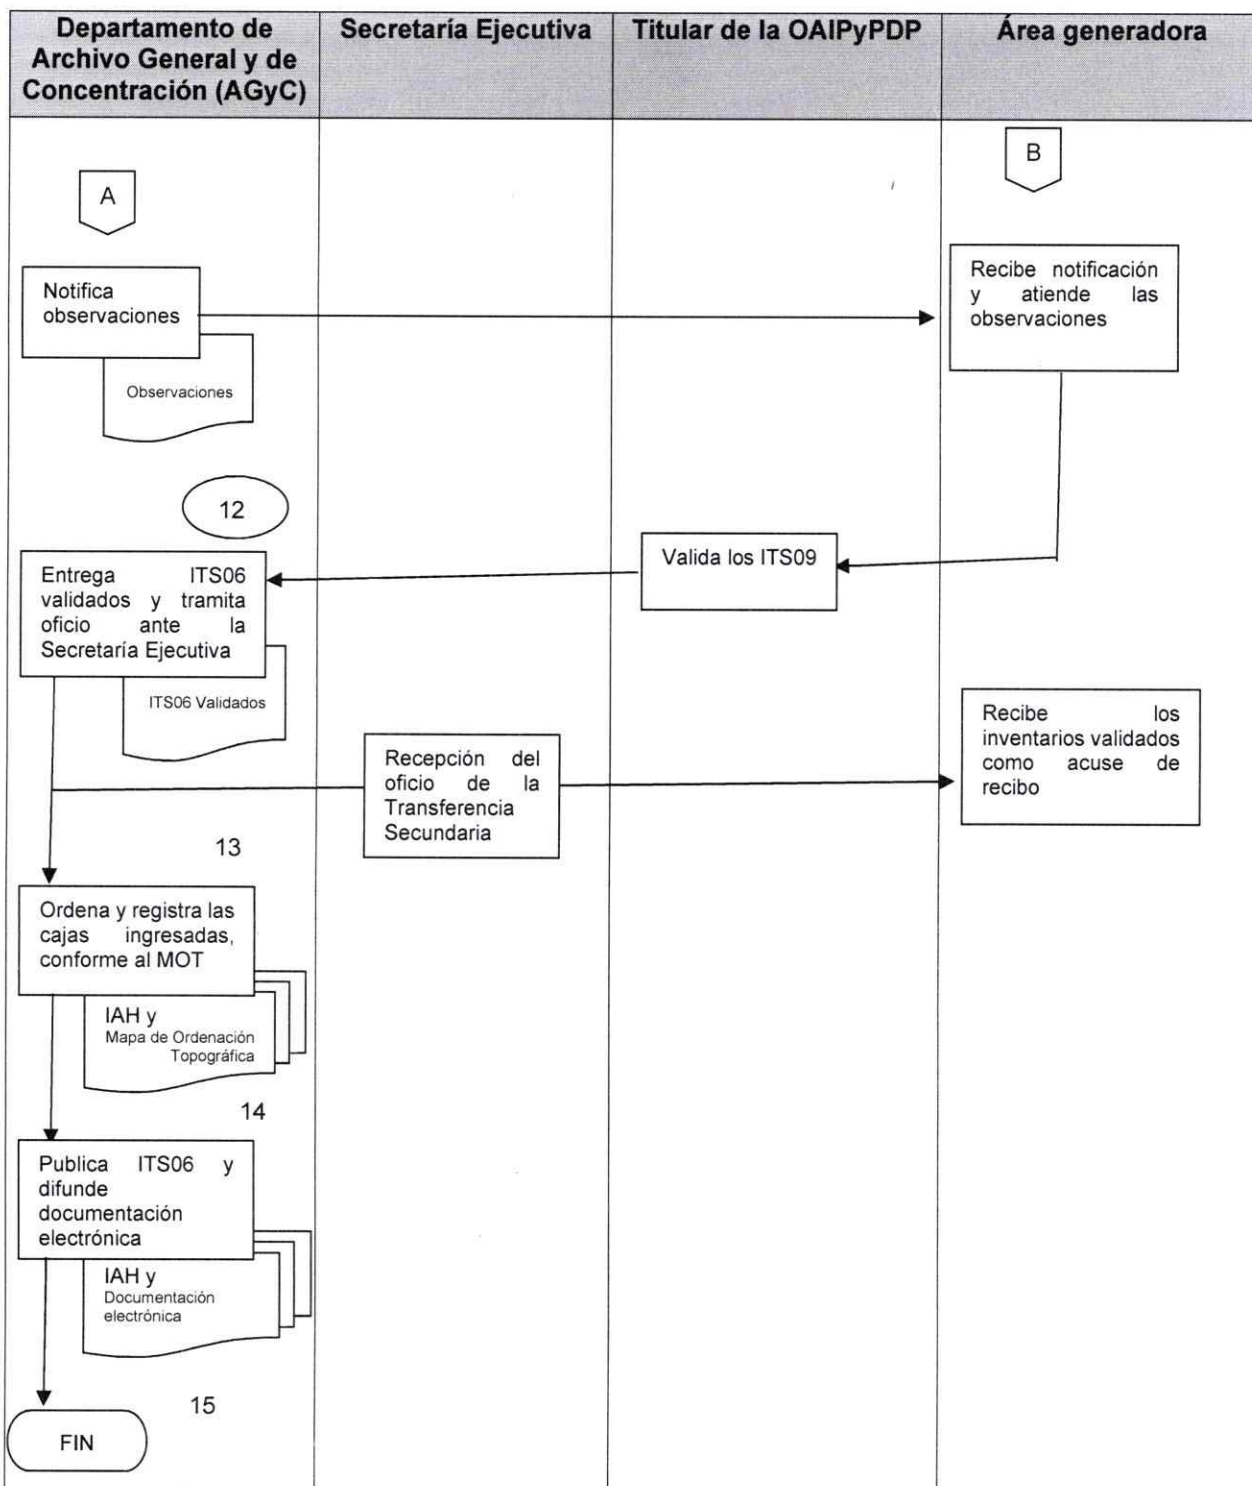 Departamento de
Archivo General y de
Concentración (AGyC)
Secretaría Ejecutiva
Titular de la OAIPyPDP
Área generadora
B
A
Notifica
observaciones
Observaciones
Recibe notificación
y atiende las
observaciones
12
Entrega ITS06
validados y tramita
oficio ante la
Secretaría Ejecutiva
ITS06 Validados
Valida los ITS09
Recepción del
oficio de la
Transferencia
Secundaria
Recibe los
inventarios validados
como acuse de
recibo
13
Ordena y registra las
cajas ingresadas,
conforme al MOT
IAH y
Mapa de Ordenación
Topográfica
14
Publica ITS06 y
difunde
documentación
electrónica
IAH y
Documentación
electrónica
15
FIN